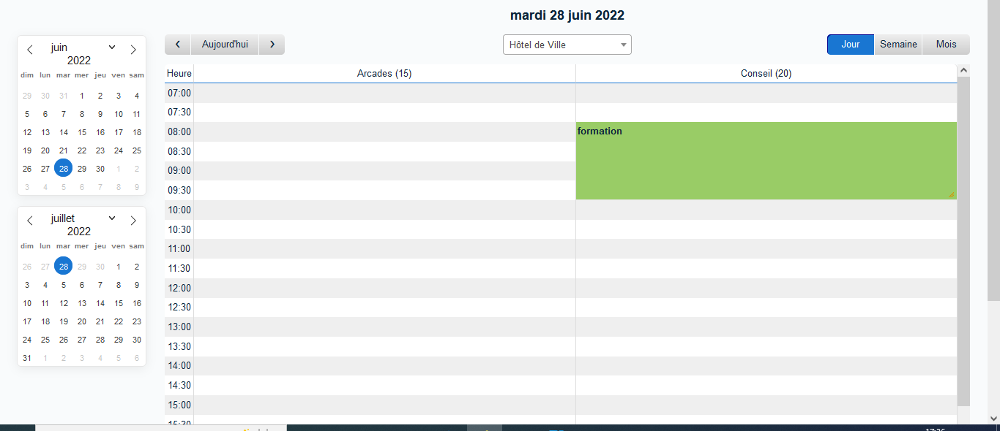 mardi 28 juin 2022
juin
2022
dim lun mar mer jeu ven sam
29 30 31 1 2 3 4
5 6 7 8 9 10 11
12 13 14 15 16 17 18
19 20 21 22 23 24 25
26 27 28 29 30 1 2
3 4 5 6 7 8 9
juillet
2022
dim lun mar mer jeu ven sam
26 27 28 29 30 1 2
3 4 5 6 7 8 9
10 11 12 13 14 15 16
17 18 19 20 21 22 23
24 25 26 27 28 29 30
31 1 2 3 4 5 6
Aujourd'hui
Hôtel de Ville
Jour Semaine Mois
Heure Arcades (15) Conseil (20)
07:00
07:30
08:00 formation
08:30
09:00
09:30
10:00
10:30
11:00
11:30
12:00
12:30
13:00
13:30
14:00
14:30
15:00
15:30